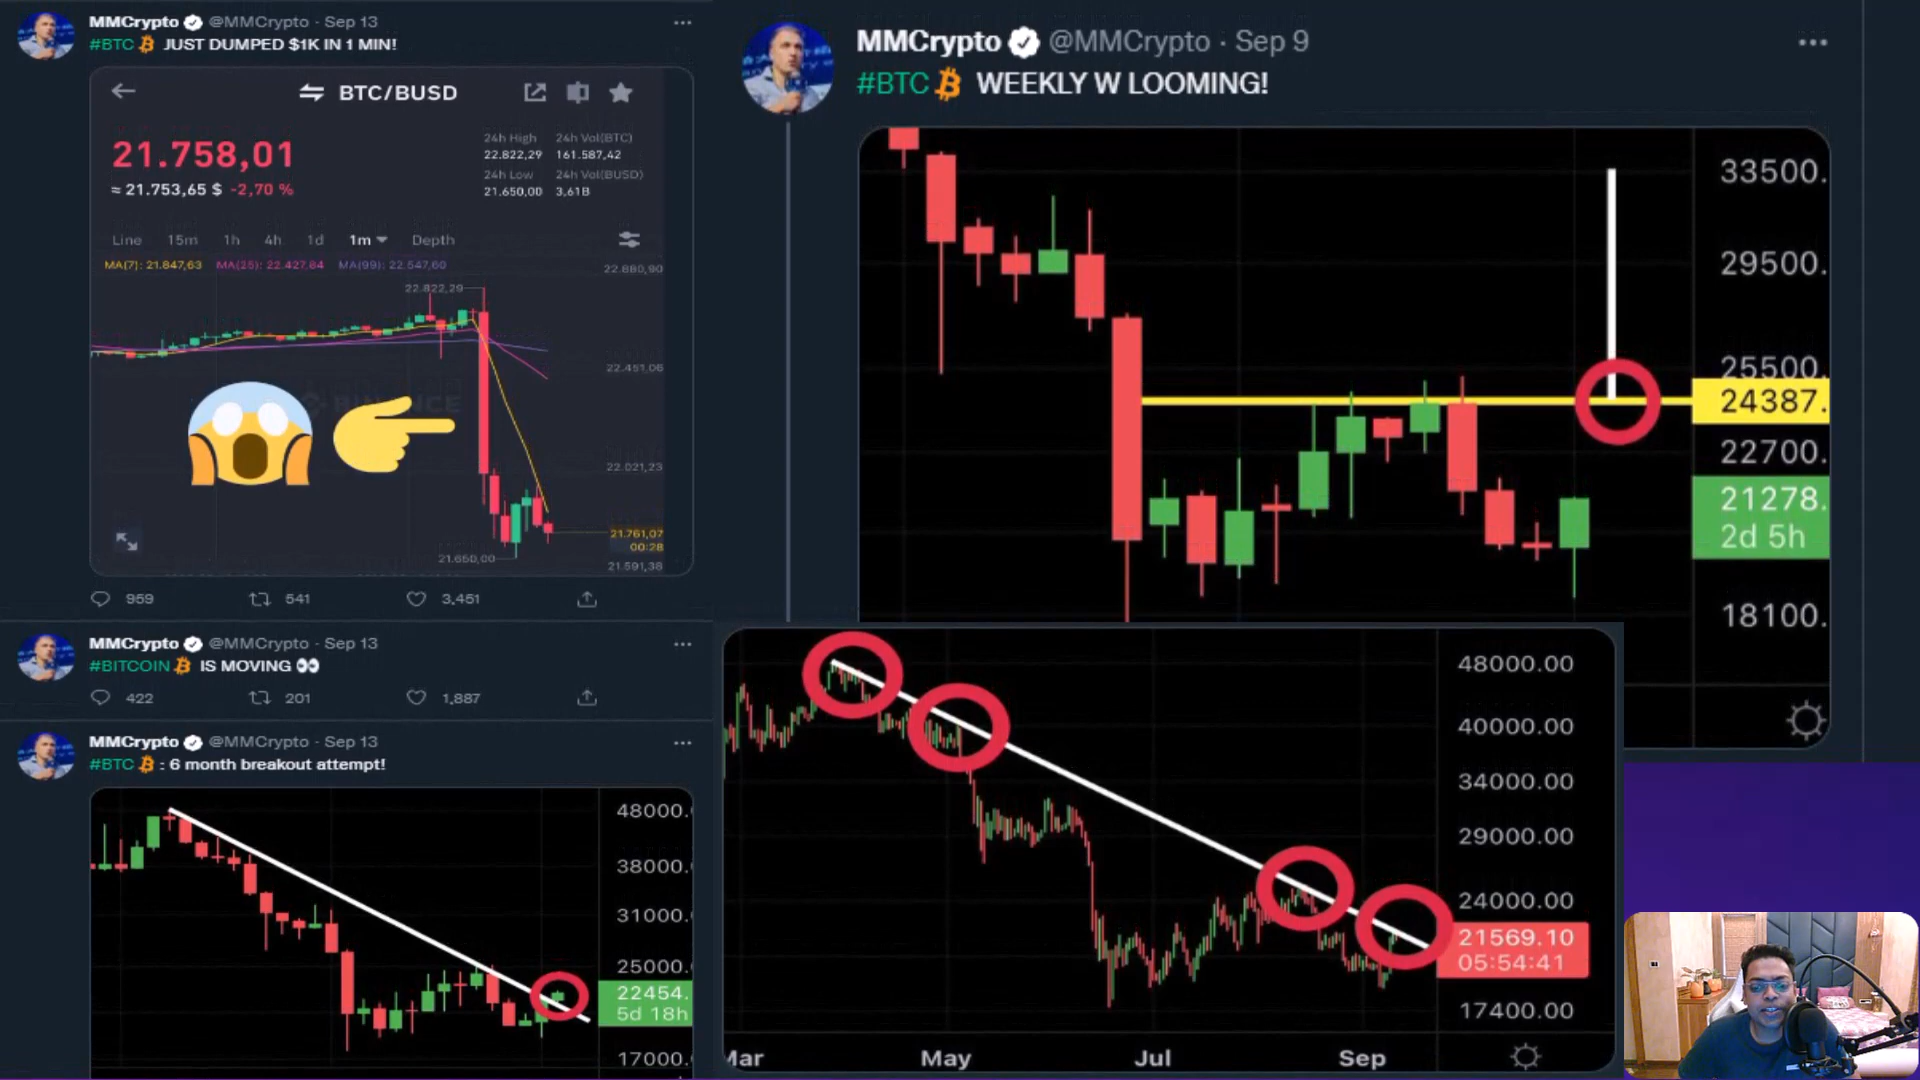 MMCrypto @MMCrypto · Sep 13
#BTC JUST DUMPED $1K IN 1 MIN!
BTC/BUSD
21.758,01
≈ 21.753,65 $ -2,70 %
24h High 24h Vol(BTC)
22.822,29 161.587,42
24h Low 24h Vol(BUSD)
21.650,00 3,61B
Line 15m 1h 4h 1d 1m Depth
MA(7): 21.847,63 MA(25): 22.427,84 MA(99): 22.547,60
22.880,90
22.822,29
22.451,06
22.021,23
21.761,07
00:28
21.650,00
21.591,38
959 541 3,451
MMCrypto @MMCrypto · Sep 13
#BITCOIN IS MOVING
422 201 1,887
MMCrypto @MMCrypto · Sep 13
#BTC : 6 month breakout attempt!
48000.
38000.
31000.
25000.
22454.
5d 18h
17000.
MMCrypto @MMCrypto · Sep 9
#BTC WEEKLY W LOOMING!
33500.
29500.
25500.
24387.
22700.
21278.
2d 5h
18100.
48000.00
40000.00
34000.00
29000.00
24000.00
21569.10
05:54:41
17400.00
Mar May Jul Sep